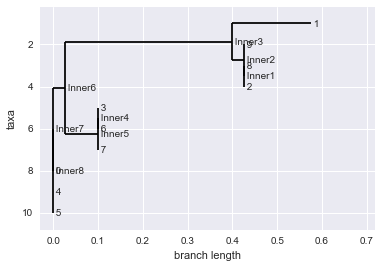 1
2
Inner3
9
Inner2
8
Inner1
4
Inner6
2
3
Inner4
6
6
Inner7
Inner5
7
8
0
Inner8
4
10
5
taxa
0.0
0.1
0.2
0.3
0.4
0.5
0.6
0.7
branch length